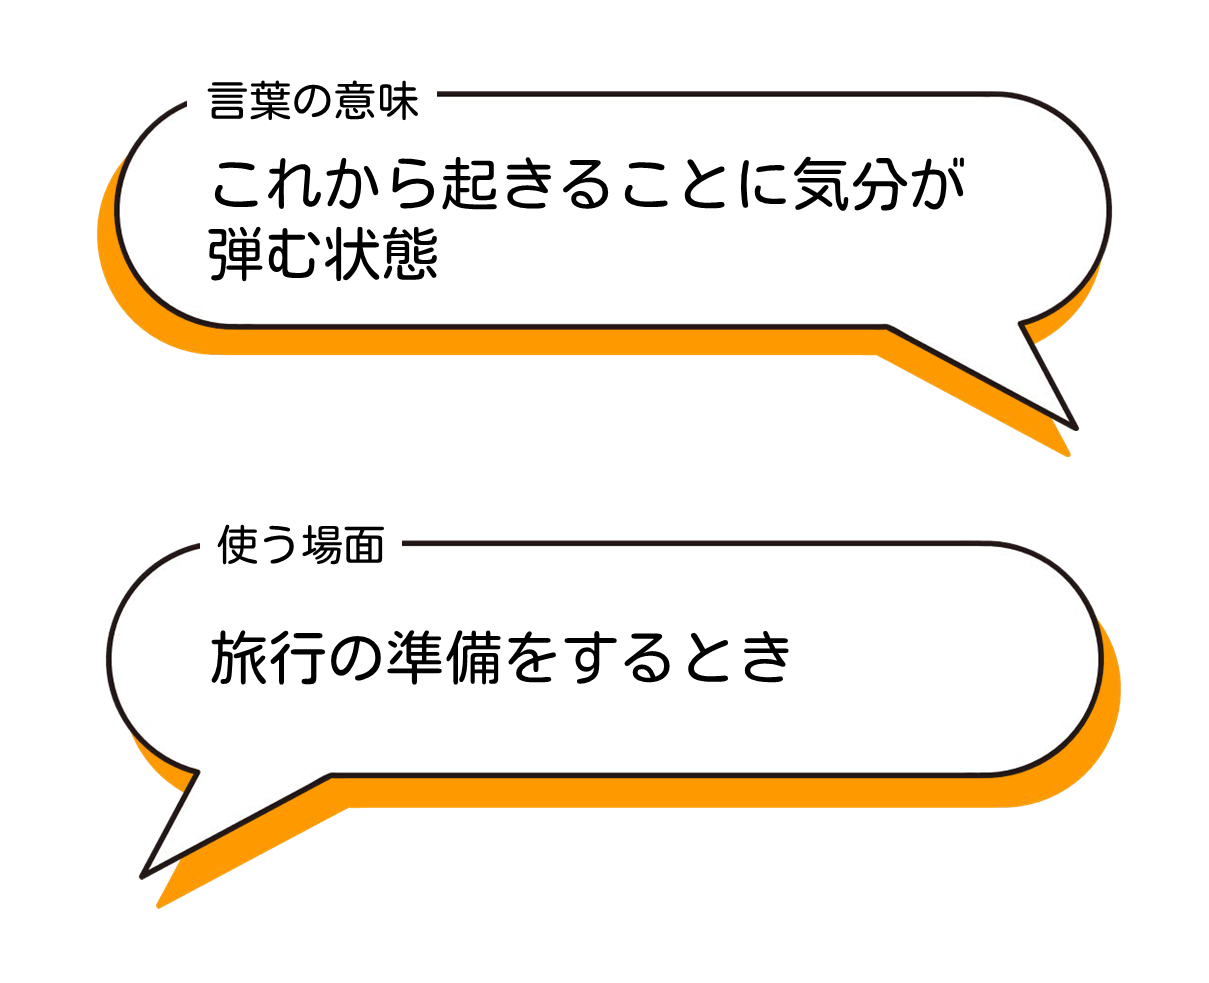 言葉の意味
これから起きることに気分が
弾む状態
使う場面
旅行の準備をするとき